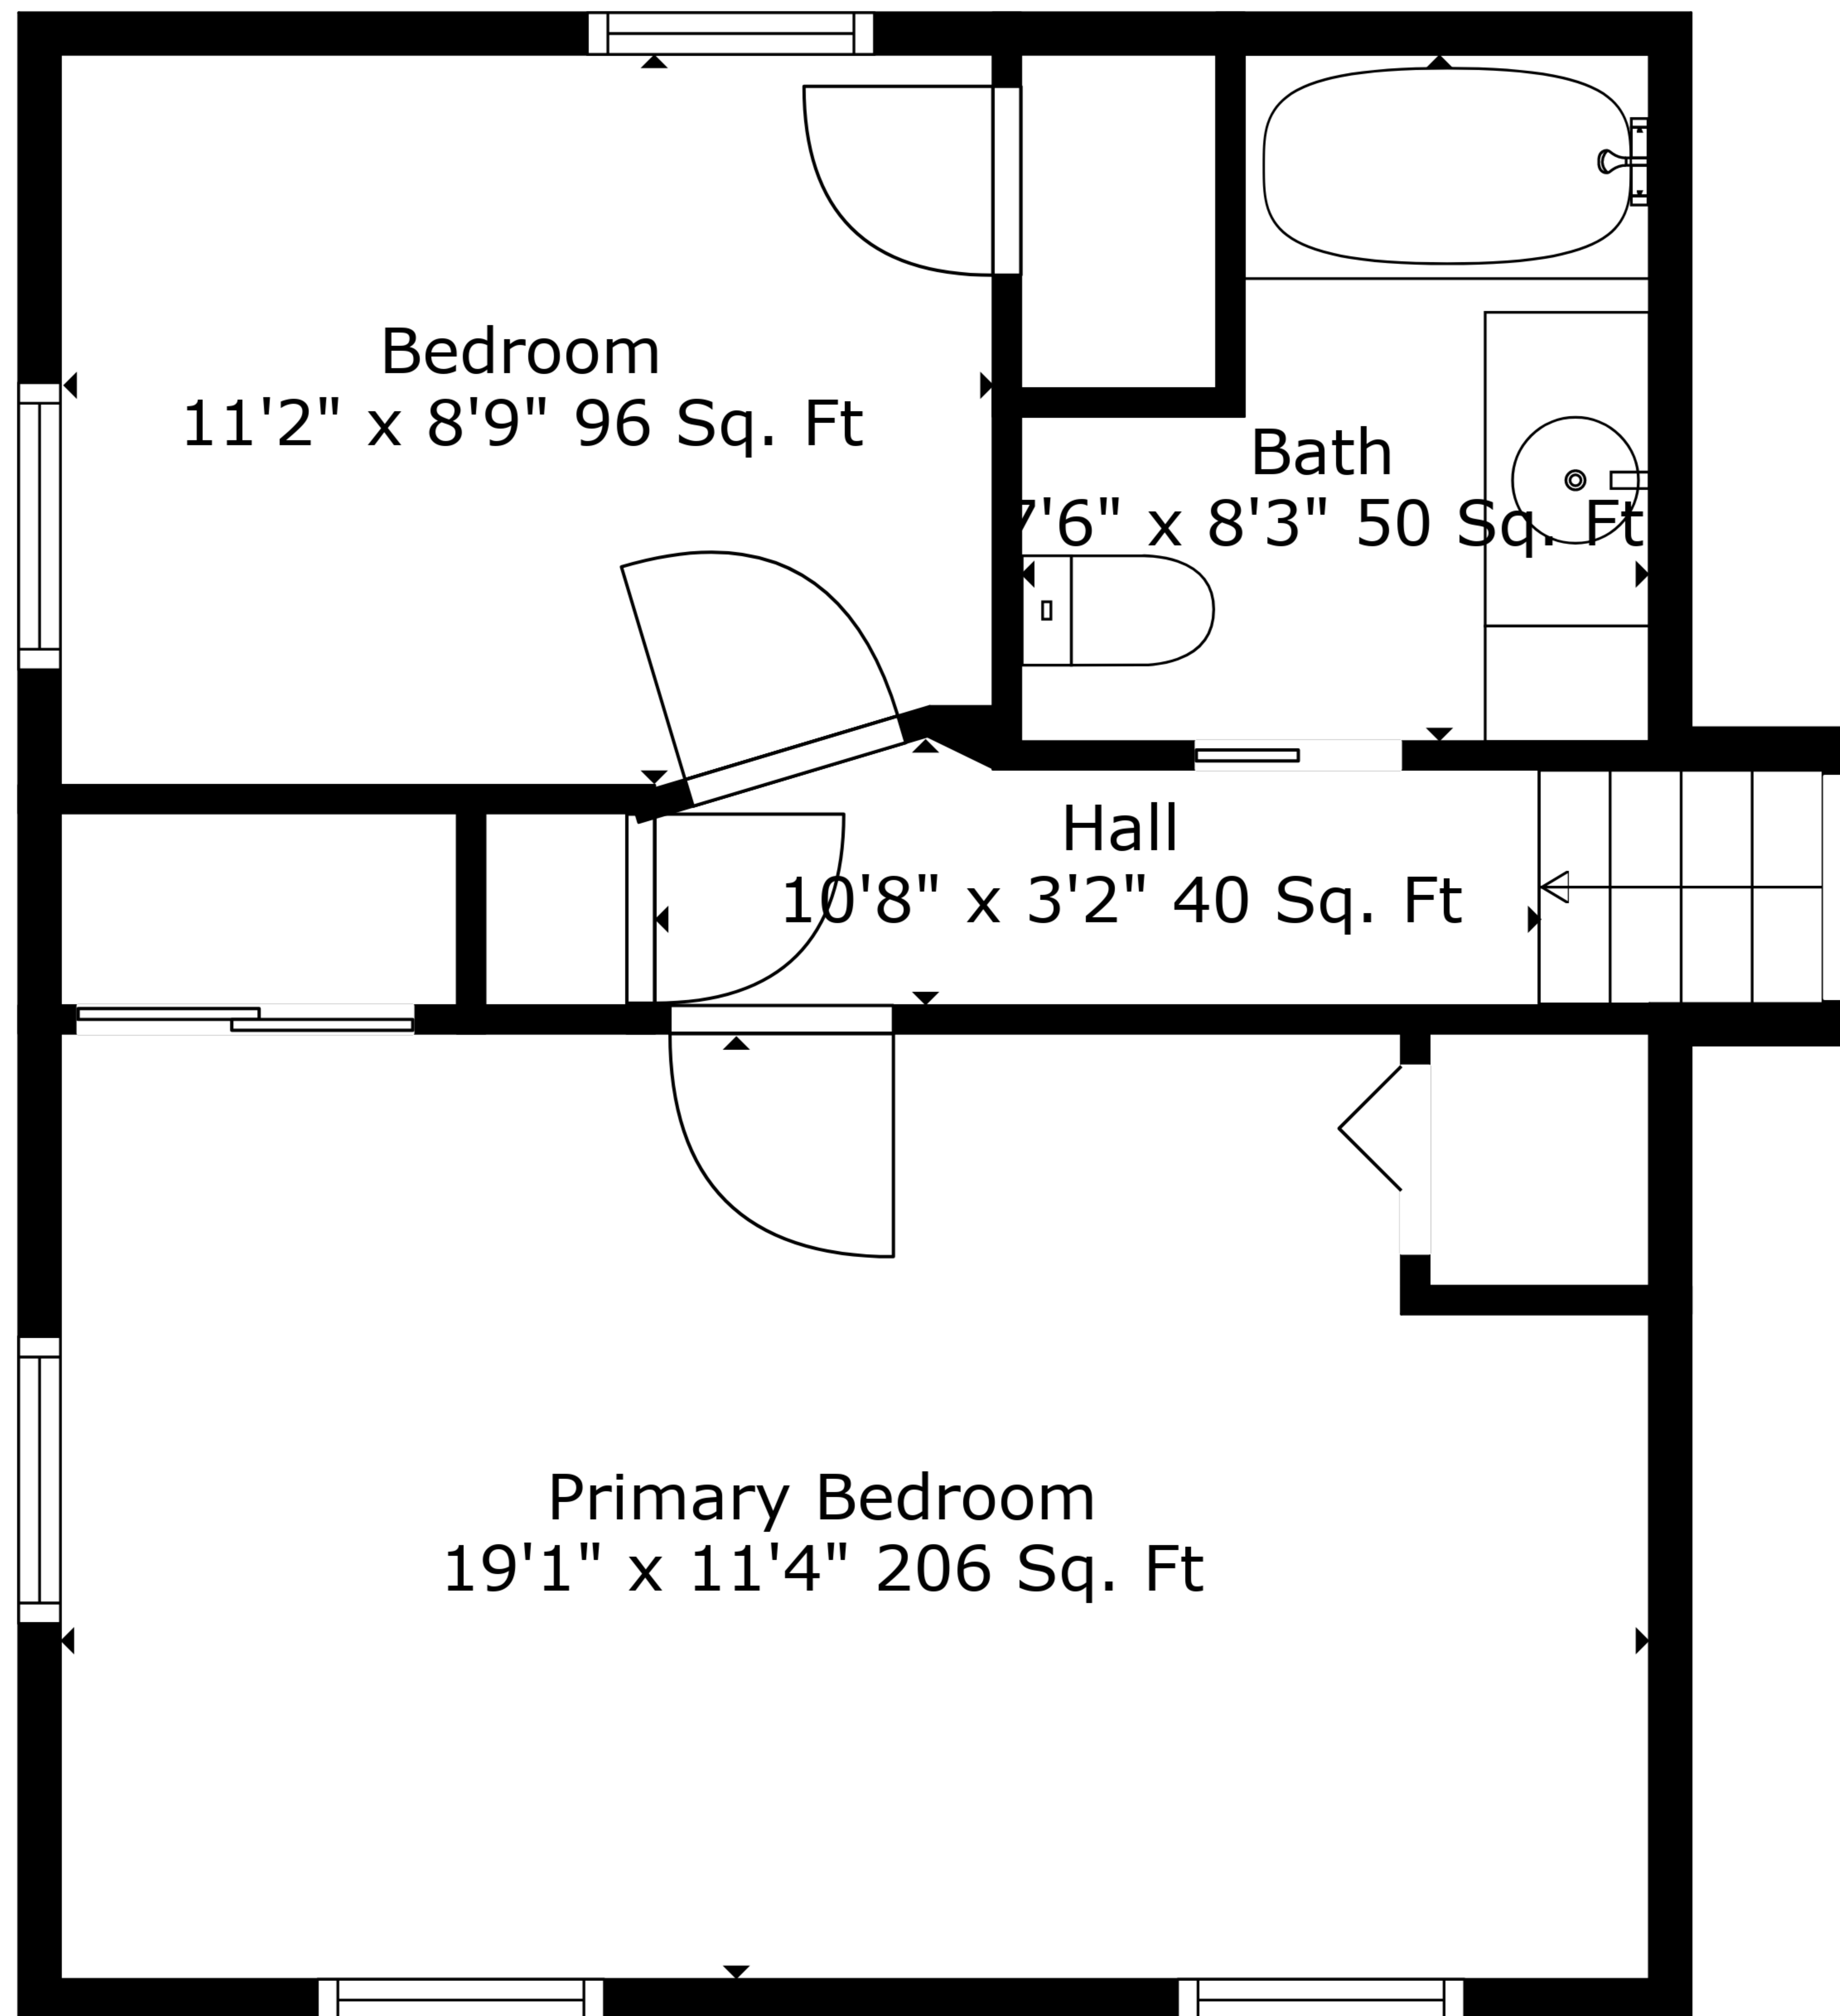 Bedroom
11'2" x 8'9" 96 Sq. Ft
Bath
7'6" x 8'3" 50 Sq. Ft
Hall
10'8" x 3'2" 40 Sq. Ft
Primary Bedroom
19'1" x 11'4" 206 Sq. Ft